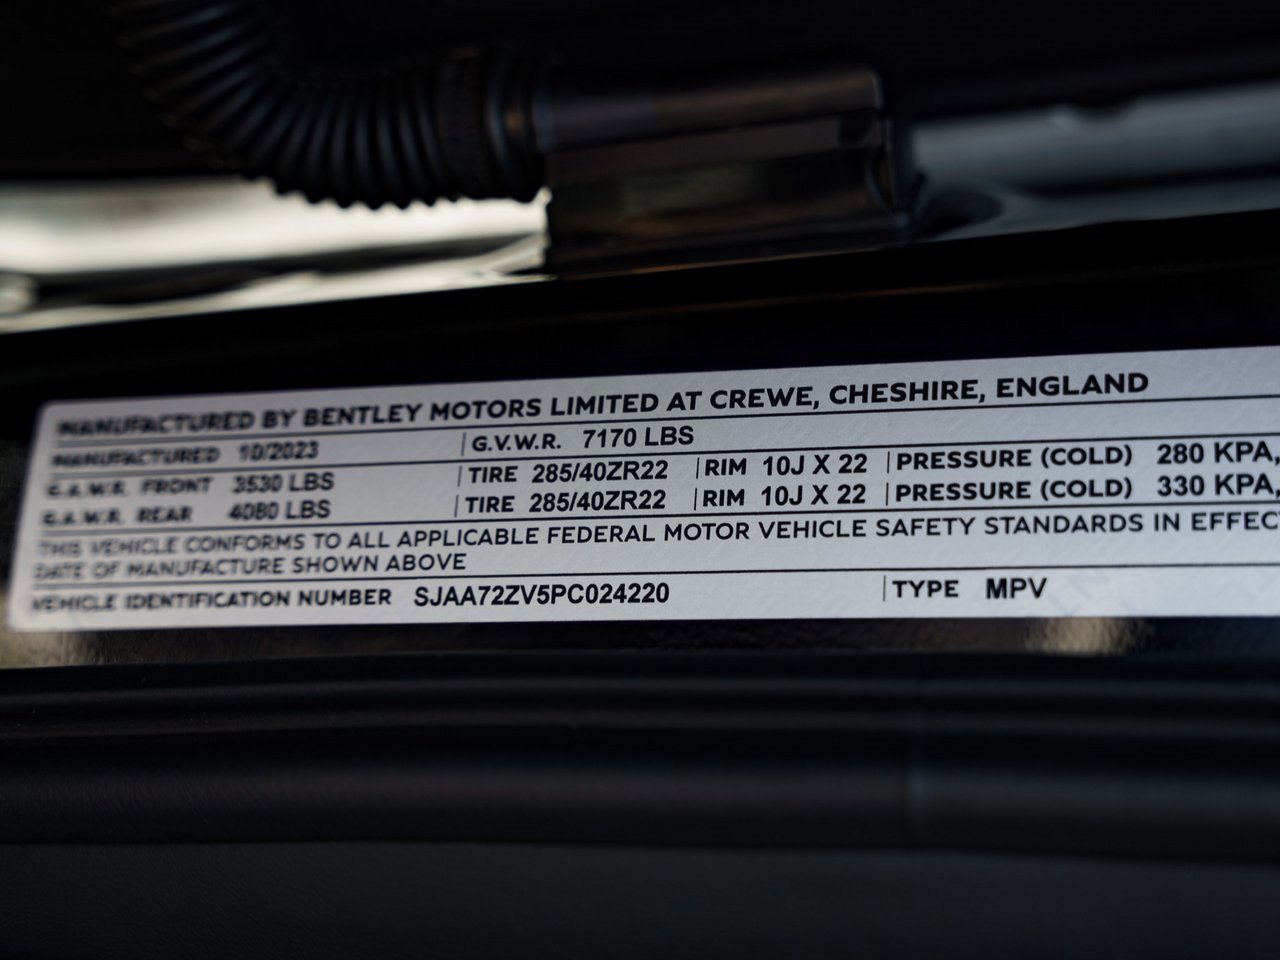 MANUFACTURED BY BENTLEY MOTORS LIMITED AT CREWE, CHESHIRE, ENGLAND
MANUFACTURED 10/2023 G.V.W.R. 7170 LBS
G.A.W.R. FRONT 3530 LBS TIRE 285/40ZR22 RIM 10J X 22 PRESSURE (COLD) 280 KPA,
G.A.W.R. REAR 4080 LBS TIRE 285/40ZR22 RIM 10J X 22 PRESSURE (COLD) 330 KPA,
THIS VEHICLE CONFORMS TO ALL APPLICABLE FEDERAL MOTOR VEHICLE SAFETY STANDARDS IN EFFEC
DATE OF MANUFACTURE SHOWN ABOVE
VEHICLE IDENTIFICATION NUMBER SJAA72ZV5PC024220 TYPE MPV